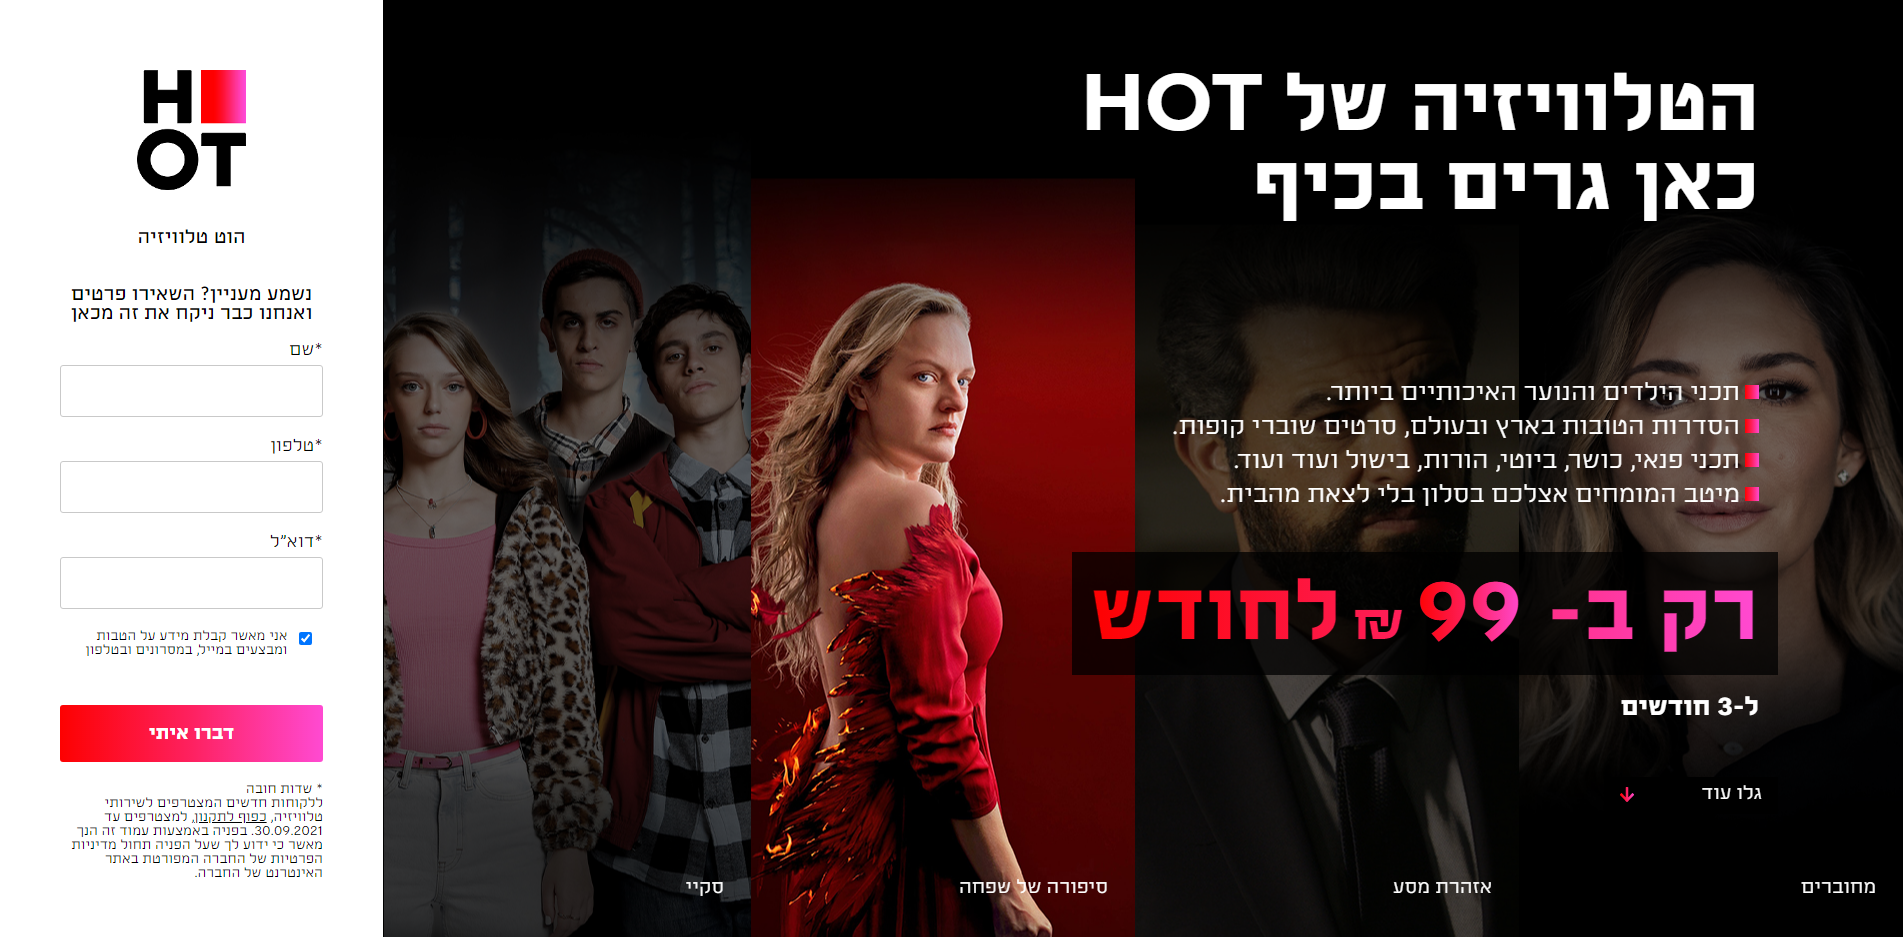 הטלוויזיה של HOT
כאן גרים בכיף
תכני הילדים והנוער האיכותיים ביותר.
הסדרות הטובות בארץ ובעולם, סרטים שוברי קופות.
תכני פנאי, כושר, ביוטי, הורות, בישול ועוד ועוד.
מיטב המומחים אצלכם בסלון בלי לצאת מהבית.
רק ב- 99 ₪ לחודש
ל-3 חודשים
גלו עוד
מחוברים
אזהרת מסע
סיפורה של שפחה
סקיי
HOT
הוט טלוויזיה
נשמע מעניין? השאירו פרטים
ואנחנו כבר ניקח את זה מכאן
*שם
*טלפון
*דוא"ל
אני מאשר קבלת מידע על הטבות
ומבצעים במייל, במסרונים ובטלפון
דברו איתי
* שדות חובה
ללקוחות חדשים המצטרפים לשירותי
טלוויזיה, כפוף לתקנון, למצטרפים עד
30.09.2021. בפניה באמצעות עמוד זה הנך
מאשר כי ידוע לך שעל הפניה תחול מדיניות
הפרטיות של החברה המפורטת באתר
האינטרנט של החברה.